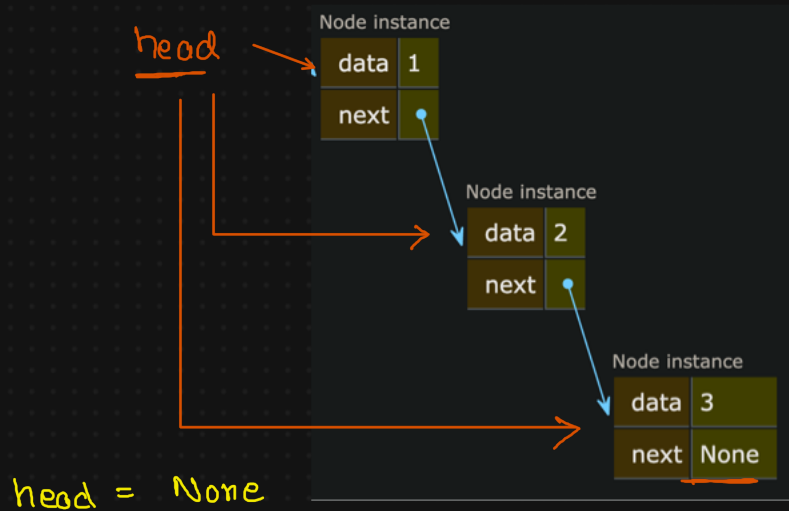 head
Node instance
data 1
next
Node instance
data 2
next
Node instance
data 3
next None
head = None